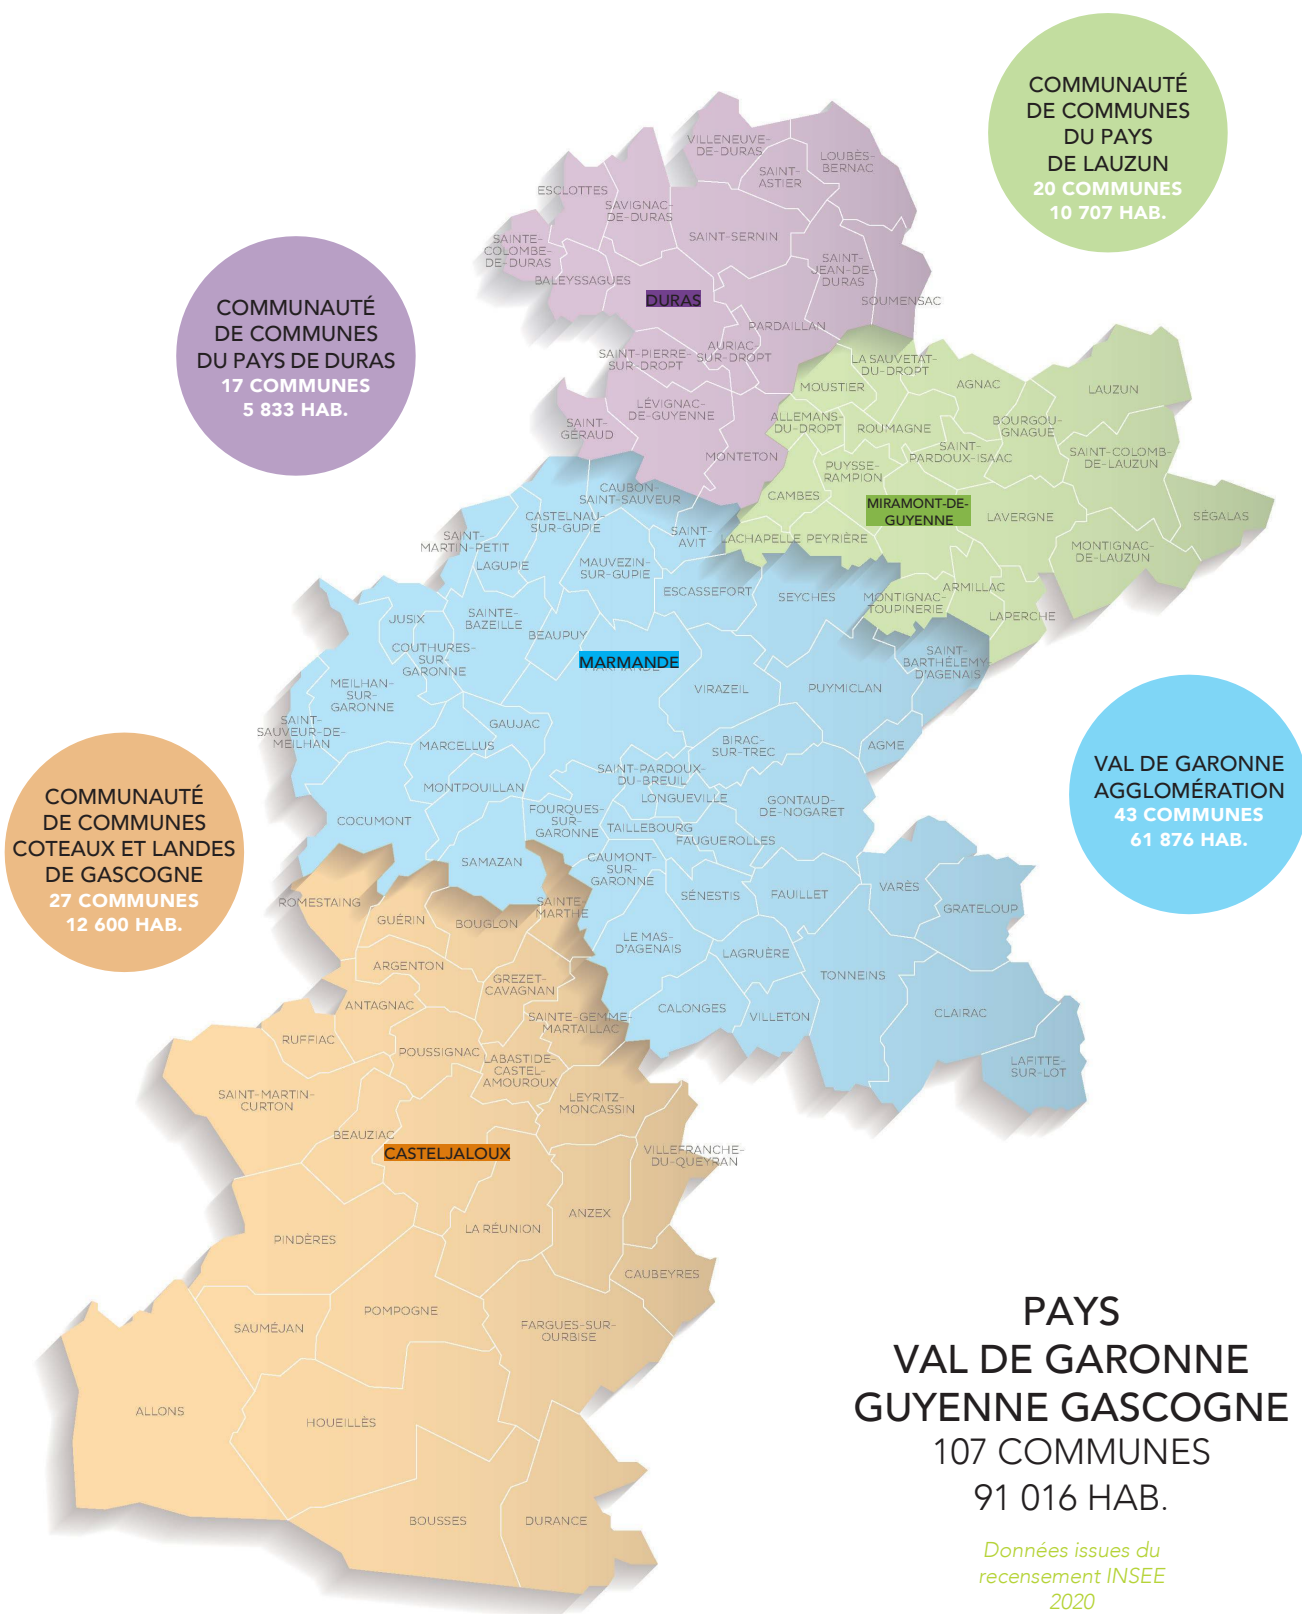 COMMUNAUTÉ
DE COMMUNES
DU PAYS
DE LAUZUN
20 COMMUNES
10 707 HAB.
COMMUNAUTÉ
DE COMMUNES
DU PAYS DE DURAS
17 COMMUNES
5 833 HAB.
VILLENEUVE-
DE-DURAS
LOUBÈS-
BERNAC
SAINT-
ASTIER
ESCLOTTES
SAVIGNAC-
DE-DURAS
SAINT-SERNIN
SAINTE-
COLOMBE-
DE-DURAS
BALEYSSAGUES
SAINT-
JEAN-DE-
DURAS
DURAS
SOUMENSAC
PARDAILLAN
AURIAC-
SUR-DROPT
SAINT-PIERRE-
SUR-DROPT
LÉVIGNAC-
DE-GUYENNE
SAINT-
GÉRAUD
MONTETON
LA SAUVETAT-
DU-DROPT
MOUSTIER
AGNAC
LAUZUN
ALLEMANS-
DU-DROPT
ROUMAGNE
BOURGOU-
GNAGUE
SAINT-
PARDOUX-ISAAC
SAINT-COLOMB-
DE-LAUZUN
PUYSSE-
RAMPION
CAMBES
MIRAMONT-DE-
GUYENNE
LAVERGNE
SÉGALAS
LACHAPELLE
PEYRIÈRE
MONTIGNAC-
DE-LAUZUN
ARMILLAC
MONTIGNAC-
TOUPINERIE
LAPERCHE
CAUBON-
SAINT-SAUVEUR
CASTELNAU-
SUR-GUPIE
SAINT-
AVIT
SAINT-
MARTIN-PETIT
LAGUPIE
MAUVEZIN-
SUR-GUPIE
ESCASSEFORT
SEYCHES
JUSIX
SAINTE-
BAZEILLE
BEAUPUY
COUTHURES-
SUR-
GARONNE
MARMANDE
SAINT-
BARTHÉLEMY-
D'AGENAIS
MEILHAN-
SUR-
GARONNE
VIRAZEIL
PUYMICLAN
SAINT-
SAUVEUR-DE-
MEILHAN
GAUJAC
MARCELLUS
BIRAC-
SUR-TREC
AGME
SAINT-PARDOUX-
DU-BREUIL
MONTPOUILLAN
LONGUEVILLE
GONTAUD-
DE-NOGARET
COCUMONT
FOURQUES-
SUR-
GARONNE
TAILLEBOURG
FAUGUEROLLES
SAMAZAN
CAUMONT-
SUR-
GARONNE
SÉNESTIS
FAUILLET
VARÈS
GRATELOUP
LE MAS-
D'AGENAIS
LAGRUÈRE
TONNEINS
CALONGES
VILLETON
CLAIRAC
LAFITTE-
SUR-LOT
VAL DE GARONNE
AGGLOMÉRATION
43 COMMUNES
61 876 HAB.
COMMUNAUTÉ
DE COMMUNES
COTEAUX ET LANDES
DE GASCOGNE
27 COMMUNES
12 600 HAB.
ROMESTAING
GUÉRIN
BOUGLON
SAINTE-
MARTHE
ARGENTON
GREZET-
CAVAGNAN
ANTAGNAC
SAINTE-GEMME-
MARTAILLAC
RUFFIAC
POUSSIGNAC
LABASTIDE-
CASTEL-
AMOUROUX
SAINT-MARTIN-
CURTON
LEYRITZ-
MONCASSIN
BEAUZIAC
CASTELJALOUX
VILLEFRANCHE-
DU-QUEYRAN
ANZEX
LA RÉUNION
PINDÈRES
CAUBEYRES
POMPOGNE
SAUMÉJAN
FARGUES-SUR-
OURBISE
ALLONS
HOUEILLÈS
BOUSSES
DURANCE
PAYS
VAL DE GARONNE
GUYENNE GASCOGNE
107 COMMUNES
91 016 HAB.
Données issues du
recensement INSEE
2020